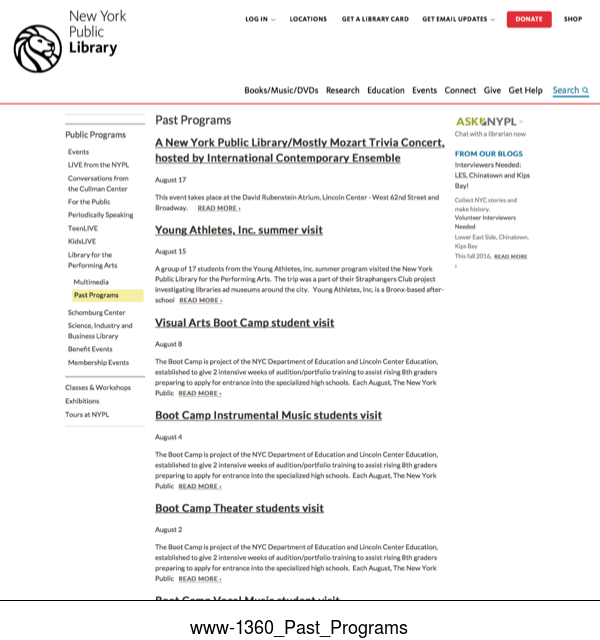 New York
Public
Library
LOG IN
LOCATIONS
GET A LIBRARY CARD
GET EMAIL UPDATES
DONATE
SHOP
Books/Music/DVDs Research Education Events Connect Give Get Help Search
Public Programs
Events
LIVE from the NYPL
Conversations from
the Cullman Center
For the Public
Periodically Speaking
TeenLIVE
KidsLIVE
Library for the
Performing Arts
Multimedia
Past Programs
Schomburg Center
Science, Industry and
Business Library
Benefit Events
Membership Events
Classes & Workshops
Exhibitions
Tours at NYPL
Past Programs
A New York Public Library/Mostly Mozart Trivia Concert,
hosted by International Contemporary Ensemble
August 17
This event takes place at the David Rubenstein Atrium, Lincoln Center - West 62nd Street and
Broadway. READ MORE ›
Young Athletes, Inc. summer visit
August 15
A group of 17 students from the Young Athletes, Inc. summer program visited the New York
Public Library for the Performing Arts. The trip was a part of their Straphangers Club project
investigating libraries ad museums around the city. Young Athletes, Inc. is a Bronx-based after-
school READ MORE ›
Visual Arts Boot Camp student visit
August 8
The Boot Camp is project of the NYC Department of Education and Lincoln Center Education,
established to give 2 intensive weeks of audition/portfolio training to assist rising 8th graders
preparing to apply for entrance into the specialized high schools. Each August, The New York
Public READ MORE ›
Boot Camp Instrumental Music students visit
August 4
The Boot Camp is project of the NYC Department of Education and Lincoln Center Education,
established to give 2 intensive weeks of audition/portfolio training to assist rising 8th graders
preparing to apply for entrance into the specialized high schools. Each August, The New York
Public READ MORE ›
Boot Camp Theater students visit
August 2
The Boot Camp is project of the NYC Department of Education and Lincoln Center Education,
established to give 2 intensive weeks of audition/portfolio training to assist rising 8th graders
preparing to apply for entrance into the specialized high schools. Each August, The New York
Public READ MORE ›
Boot Camp Vocal Music student visit
ASK NYPL >
Chat with a librarian now
FROM OUR BLOGS
Interviewers Needed:
LES, Chinatown and Kips
Bay!
Collect NYC stories and
make history.
Volunteer Interviewers
Needed
Lower East Side, Chinatown,
Kips Bay
This fall 2016, READ MORE
›
www-1360_Past_Programs